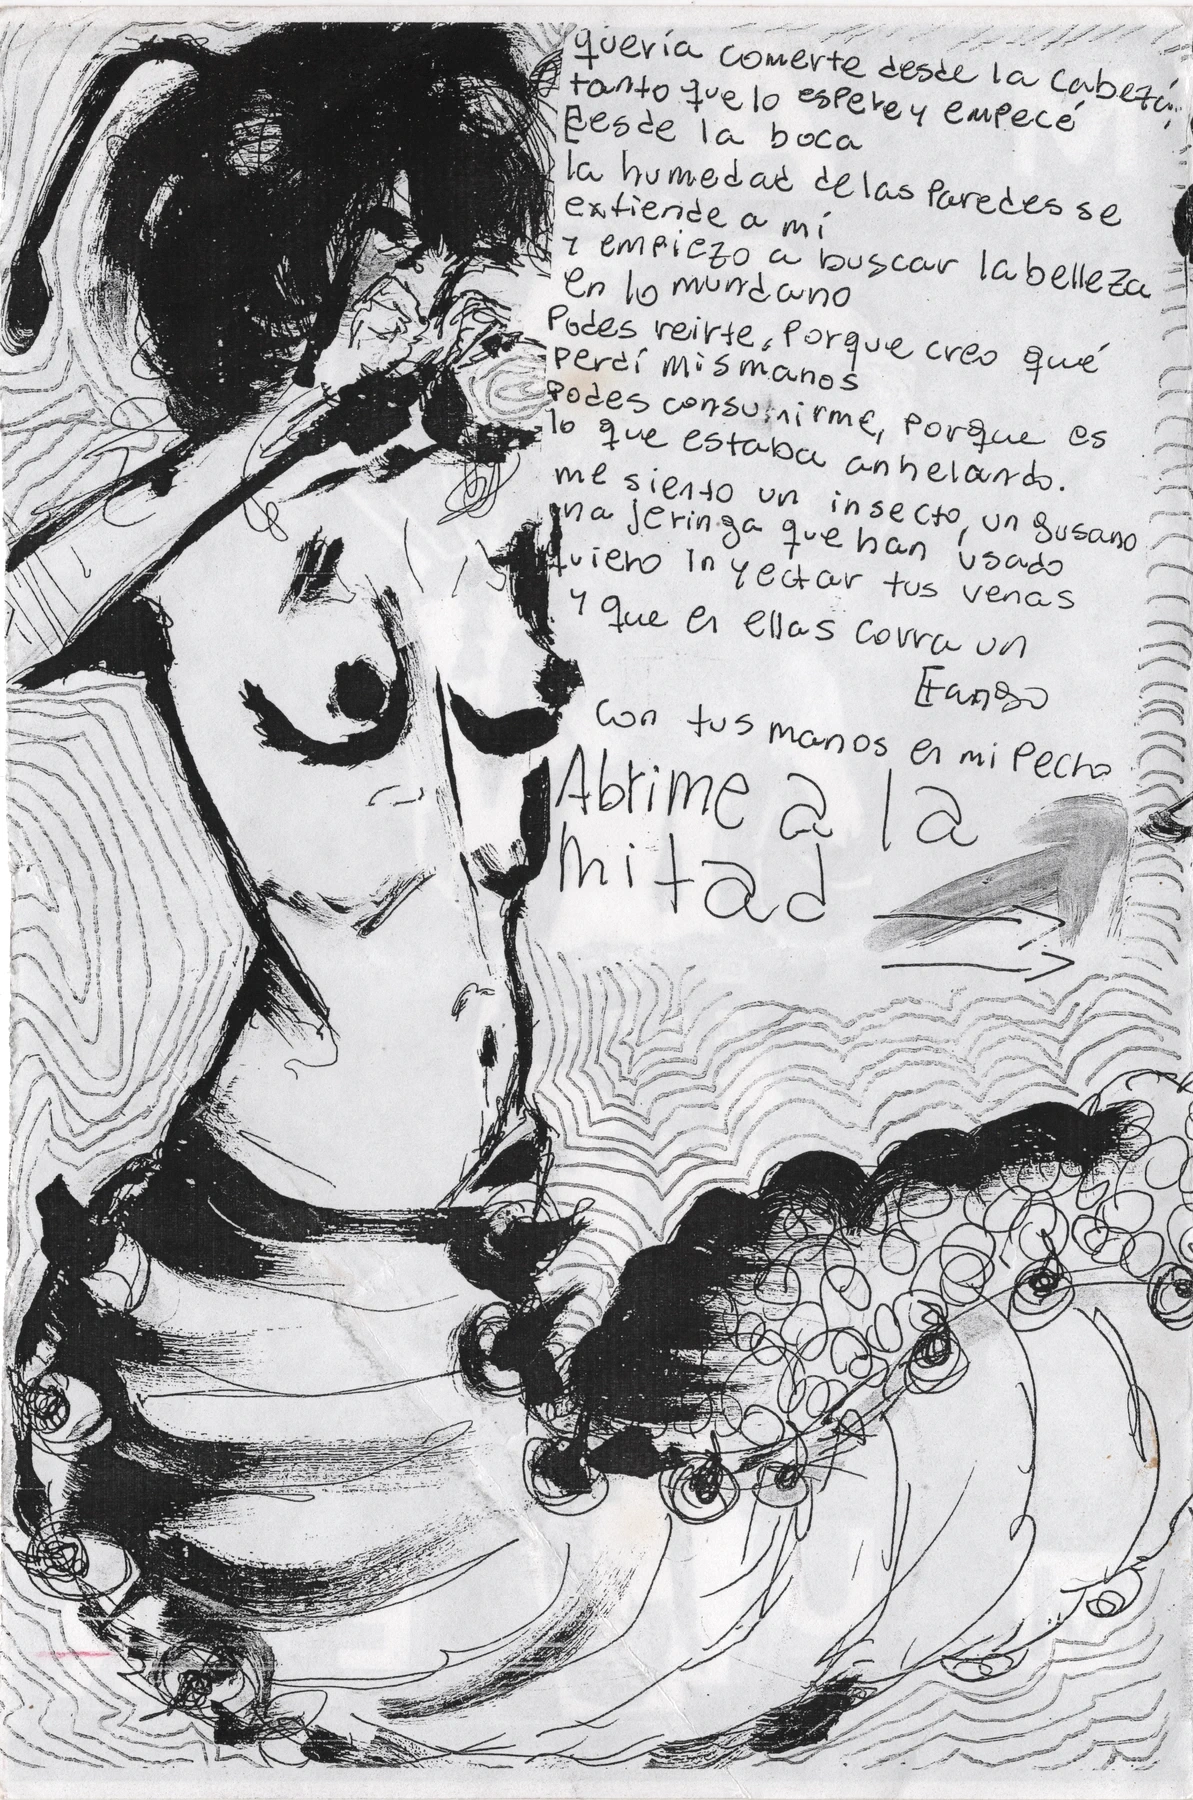 quería comerte desde la cabeza,
tanto que lo espere y empecé
Desde la boca
la humedad de las Paredes se
extiende a mí
y empiezo a buscar la belleza
en lo mundano
Podes reirte, Porque creo qué
Perdí mis manos
Podes consumirme, Porque es
lo que estaba anhelando.
me siento un insecto, un gusano
una jeringa que han usado
quiero inyectar tus venas
y que en ellas corra un
Fango
Con tus manos en mi Pecho
Abrime a la
mitad